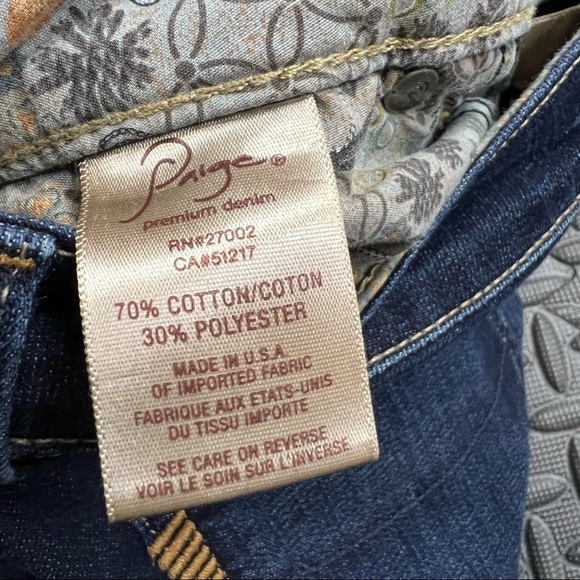 Paige®
premium denim
RN#27002
CA#51217
70% COTTON/COTON
30% POLYESTER
MADE IN U.S.A
OF IMPORTED FABRIC
FABRIQUE AUX ETATS-UNIS
DU TISSU IMPORTE
SEE CARE ON REVERSE
VOIR LE SOIN SUR L'INVERSE